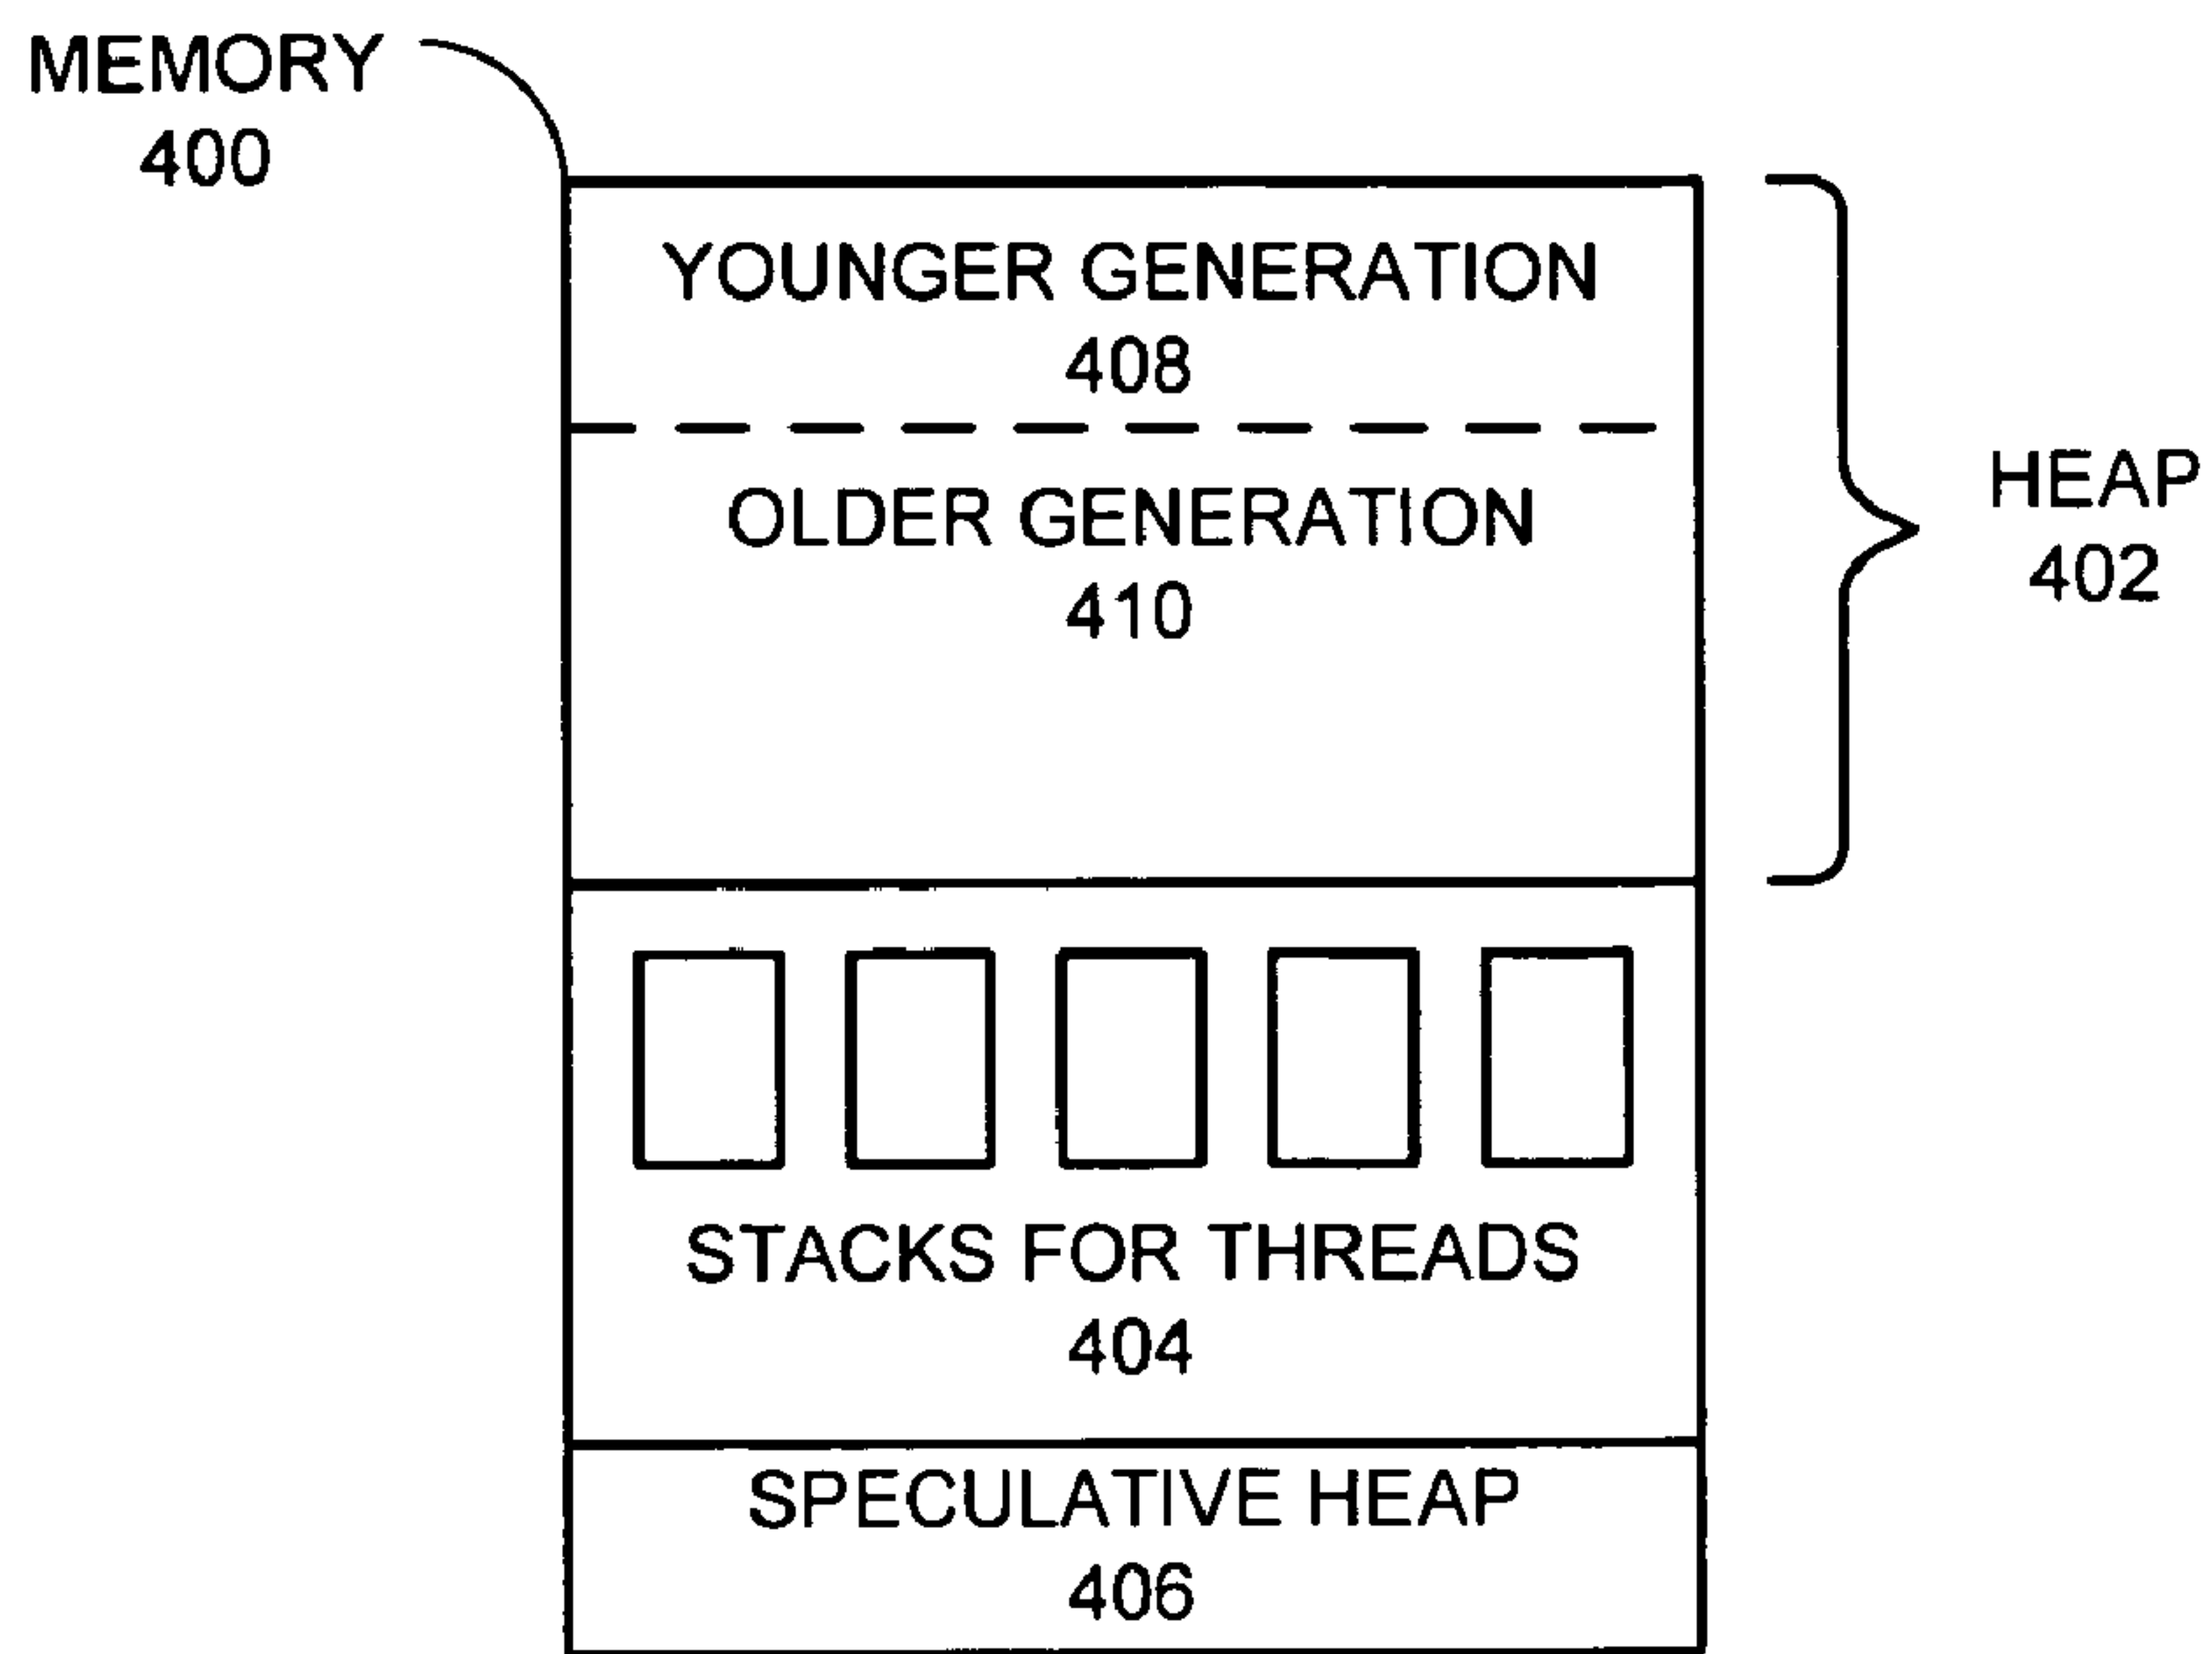 MEMORY
400
YOUNGER GENERATION
408
OLDER GENERATION
410
HEAP
402
STACKS FOR THREADS
404
SPECULATIVE HEAP
406